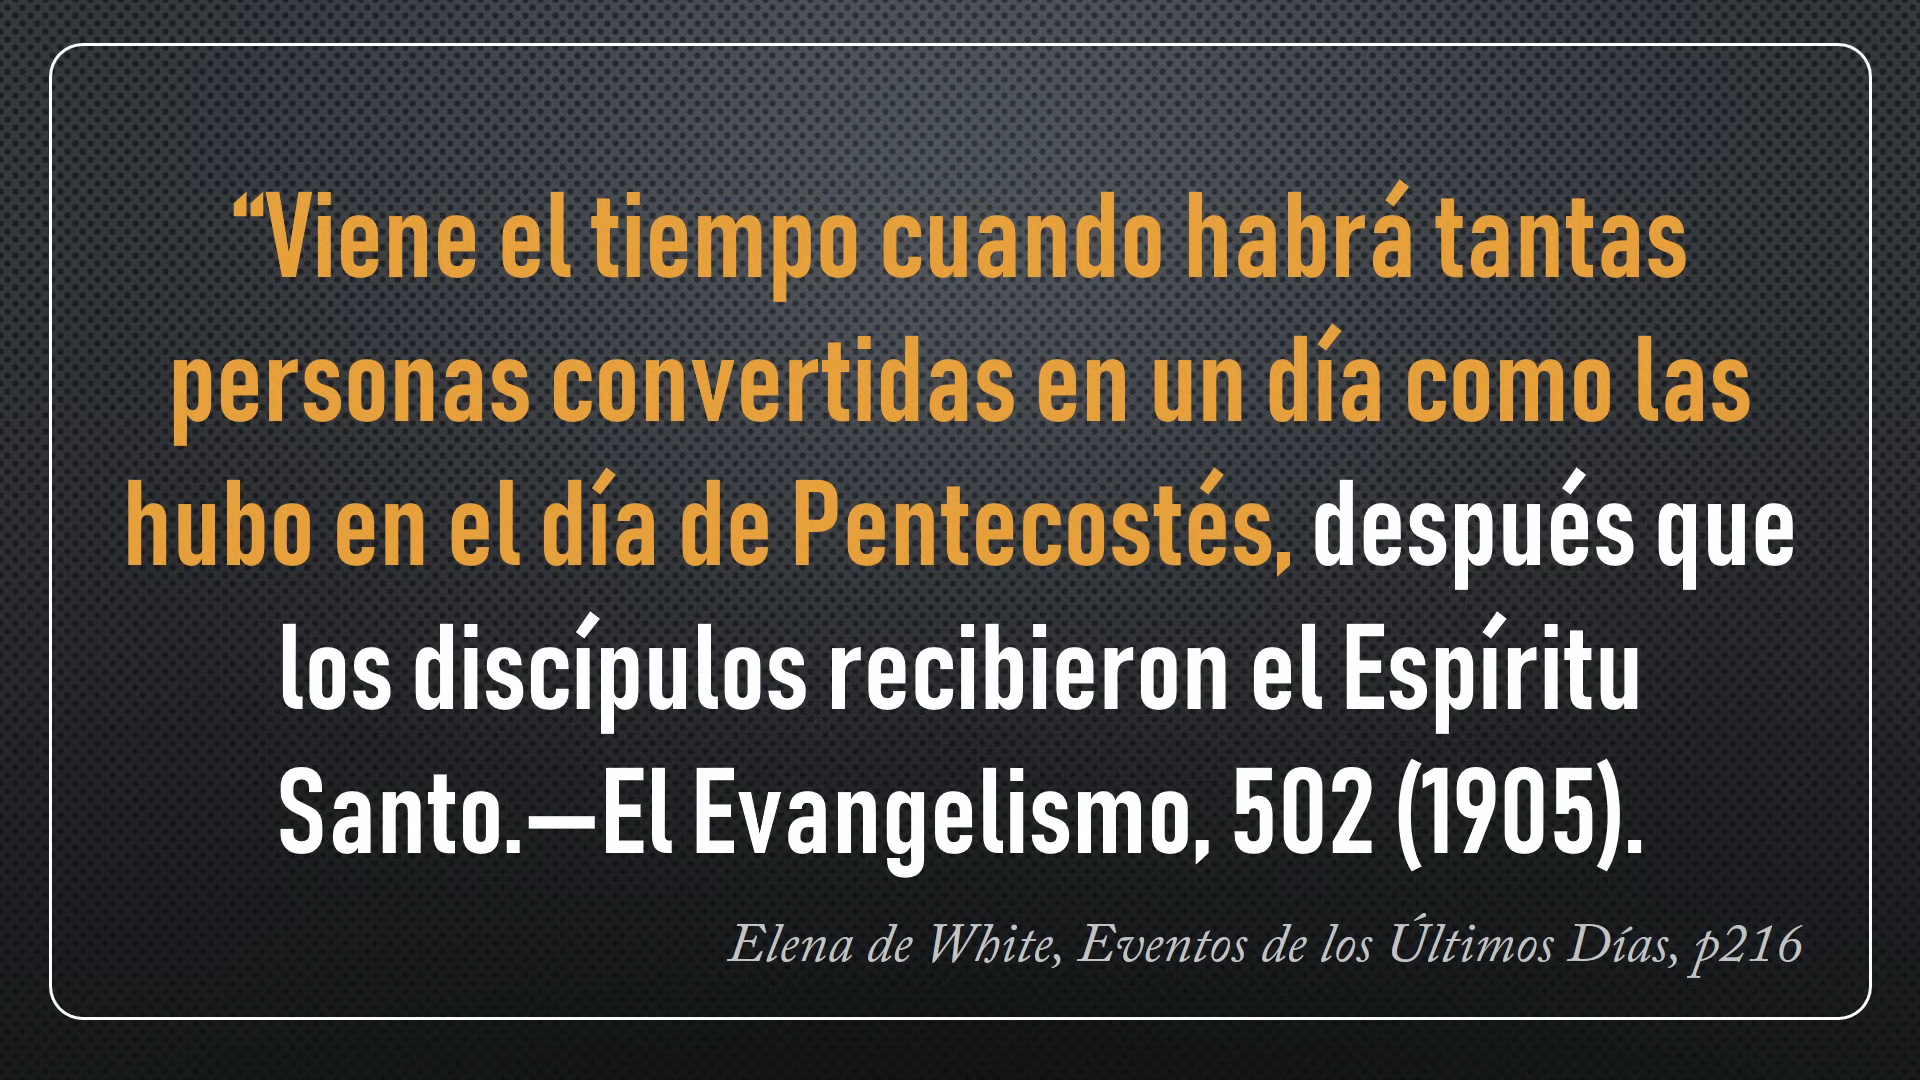 “Viene el tiempo cuando habrá tantas
personas convertidas en un día como las
hubo en el día de Pentecostés, después que
los discípulos recibieron el Espíritu
Santo.—El Evangelismo, 502 (1905).
Elena de White, Eventos de los Últimos Días, p216